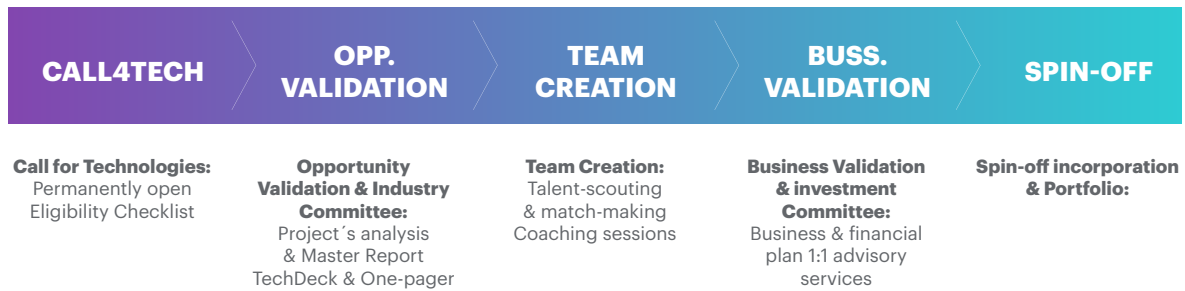 CALL4TECH
OPP.
VALIDATION
TEAM
CREATION
BUSS.
VALIDATION
SPIN-OFF
Call for Technologies:
Permanently open
Eligibility Checklist
Opportunity
Validation & Industry
Committee:
Project´s analysis
& Master Report
TechDeck & One-pager
Team Creation:
Talent-scouting
& match-making
Coaching sessions
Business Validation
& investment
Committee:
Business & financial
plan 1:1 advisory
services
Spin-off incorporation
& Portfolio: